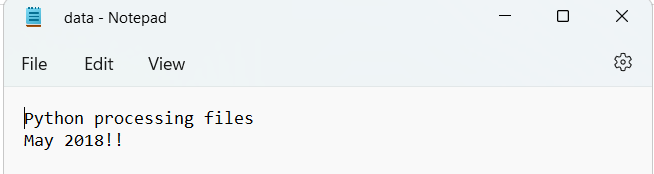 data - Notepad
File Edit View
Python processing files
May 2018!!